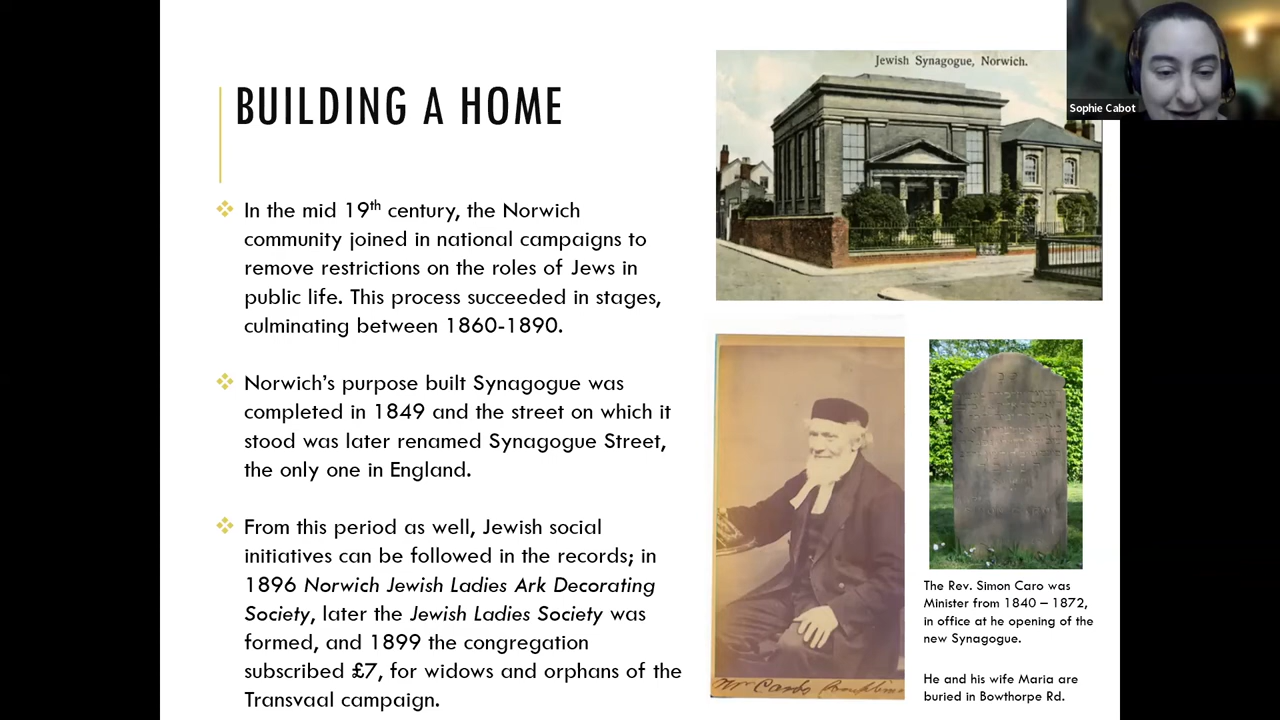 BUILDING A HOME
In the mid 19th century, the Norwich
community joined in national campaigns to
remove restrictions on the roles of Jews in
public life. This process succeeded in stages,
culminating between 1860-1890.
Norwich's purpose built Synagogue was
completed in 1849 and the street on which it
stood was later renamed Synagogue Street,
the only one in England.
From this period as well, Jewish social
initiatives can be followed in the records; in
1896 Norwich Jewish Ladies Ark Decorating
Society, later the Jewish Ladies Society was
formed, and 1899 the congregation
subscribed £7, for widows and orphans of the
Transvaal campaign.
Jewish Synagogue, Norwich.
Sophie Cabot
The Rev. Simon Caro was
Minister from 1840 – 1872,
in office at he opening of the
new Synagogue.
He and his wife Maria are
buried in Bowthorpe Rd.